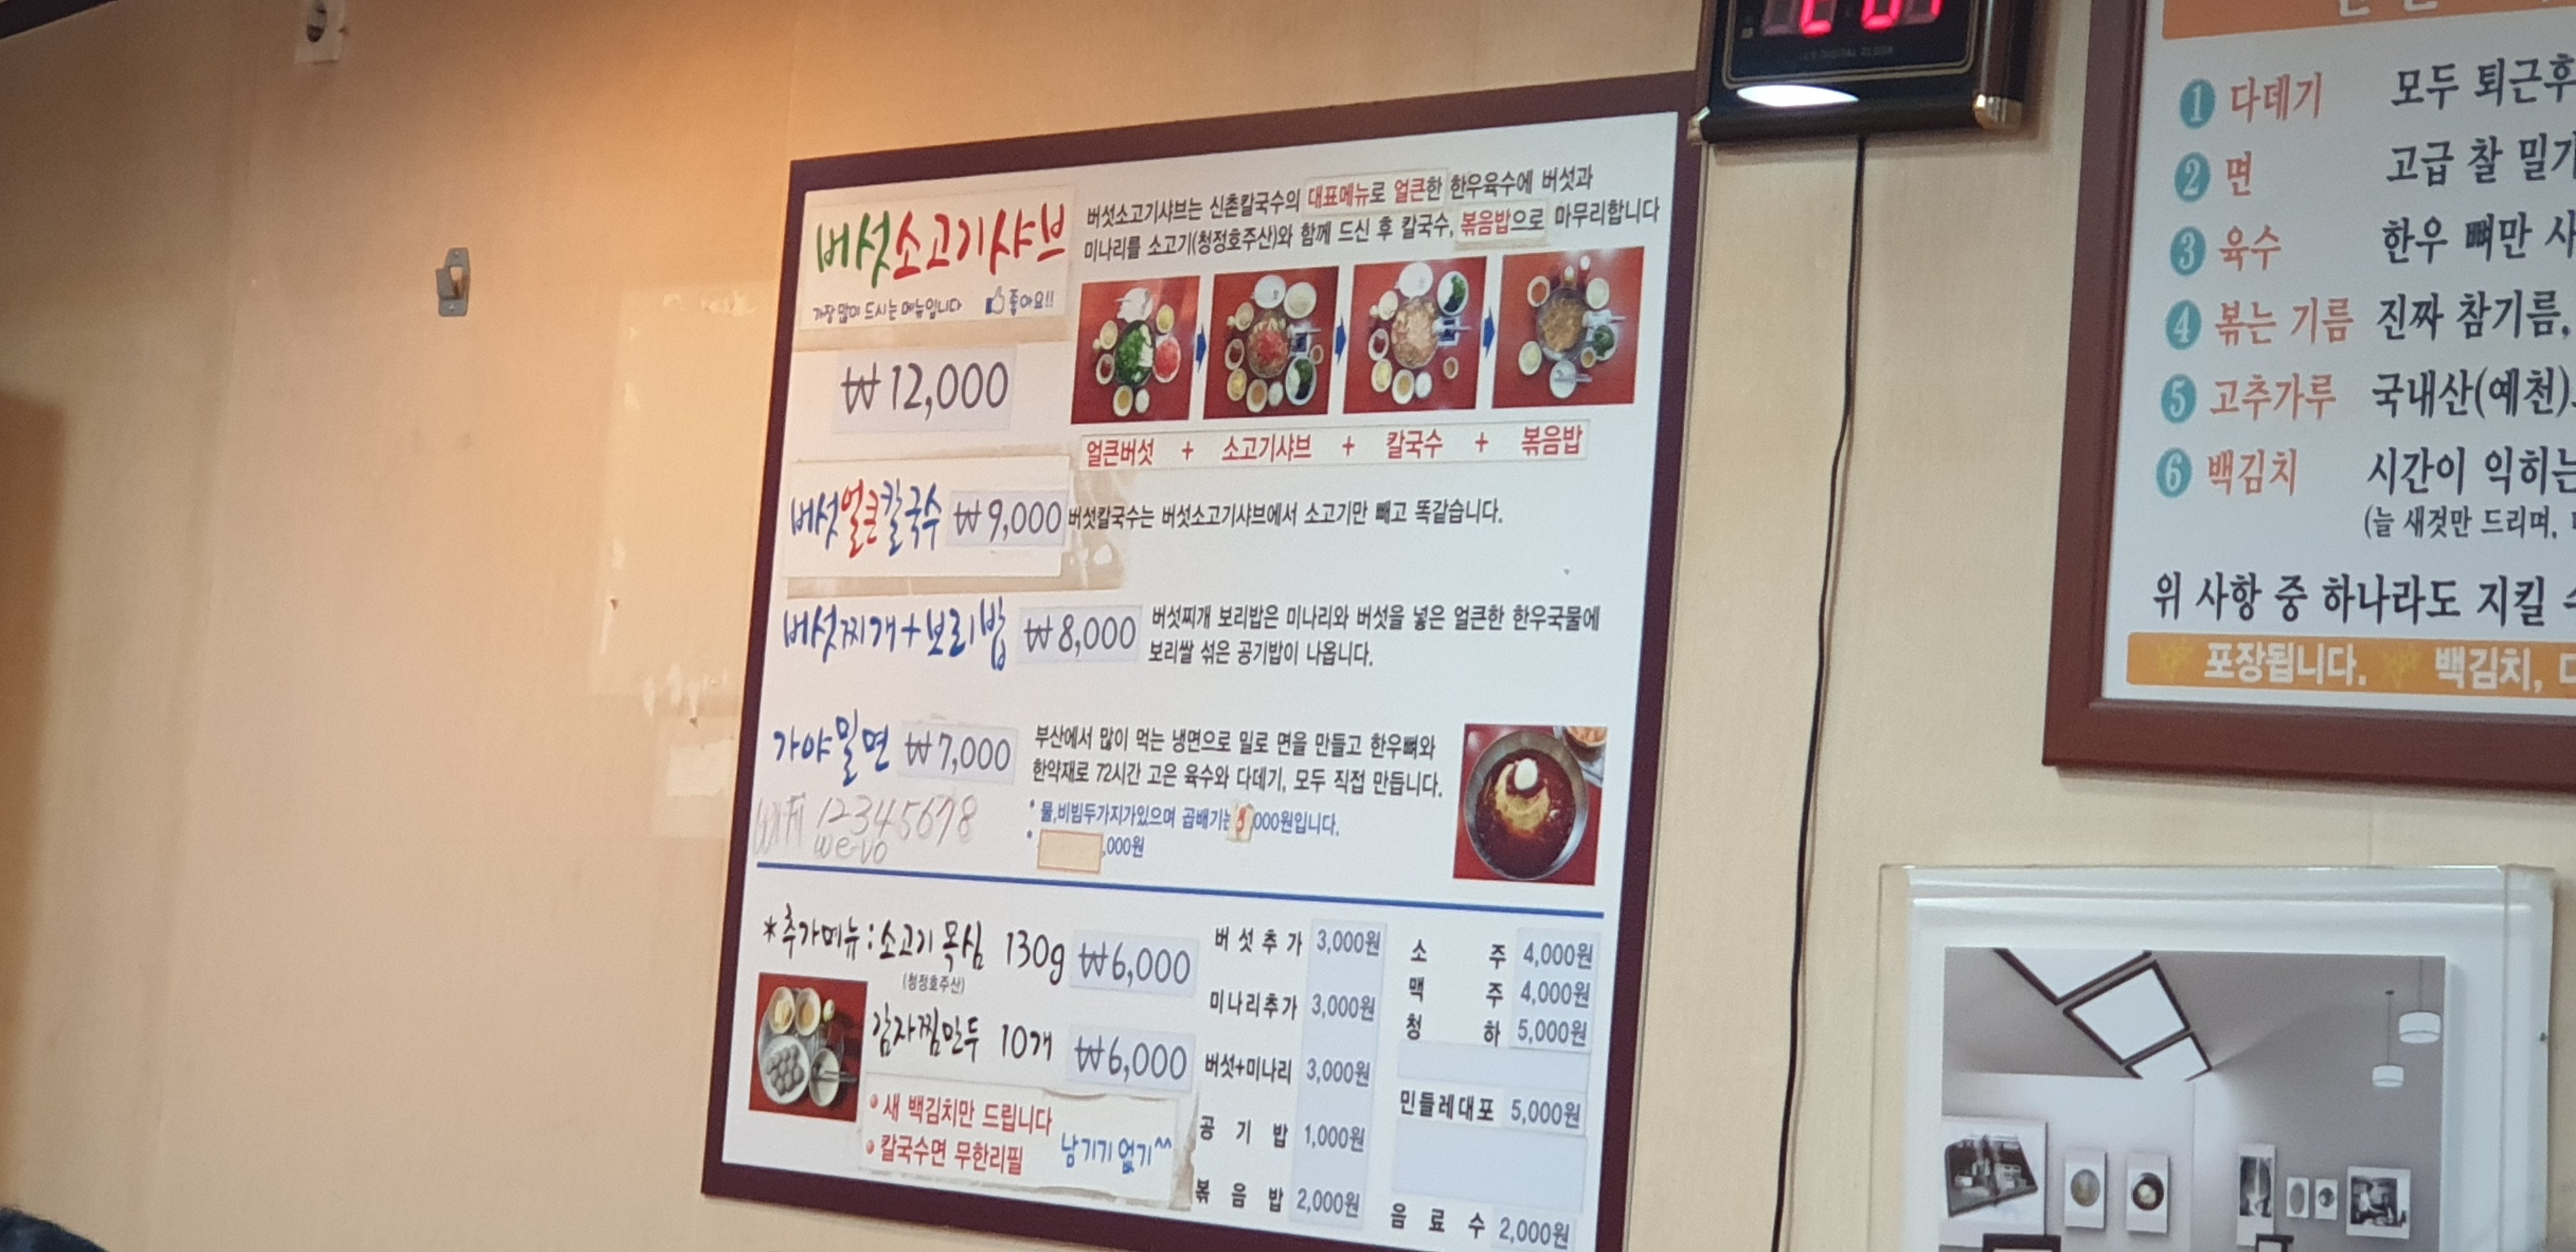 버섯소고기샤브
가장 많이 드시는 메뉴입니다 좋아요!!
₩12,000
버섯소고기샤브는 신촌칼국수의 대표메뉴로 얼큰한 한우육수에 버섯과
미나리를 소고기(청정호주산)와 함께 드신 후 칼국수, 볶음밥으로 마무리합니다
얼큰버섯 + 소고기샤브 + 칼국수 + 볶음밥
버섯얼큰칼국수 ₩9,000 버섯칼국수는 버섯소고기샤브에서 소고기만 빼고 똑같습니다.
버섯찌개+보리밥 ₩8,000
버섯찌개 보리밥은 미나리와 버섯을 넣은 얼큰한 한우국물에
보리쌀 섞은 공기밥이 나옵니다.
가야밀면 ₩7,000
부산에서 많이 먹는 냉면으로 밀로 면을 만들고 한우뼈와
한약재로 72시간 고은 육수와 다데기, 모두 직접 만듭니다.
* 물,비빔두가지가있으며 곱배기는 8,000원입니다.
* ,000원
WiFi 12345678
we-vo
*추가메뉴:소고기 목심 130g ₩6,000
(청정호주산)
감자찜만두 10개 ₩6,000
새 백김치만 드립니다
칼국수면 무한리필 남기기 없기^^
버섯추가 3,000원
미나리추가 3,000원
버섯+미나리 3,000원
공기밥 1,000원
볶음밥 2,000원
소주 4,000원
맥주 4,000원
청하 5,000원
민들레대포 5,000원
음료수 2,000원
LED DIGITAL CLOCK
1 다데기 모두 퇴근후
2 면 고급 찰 밀가
3 육수 한우 뼈만 사
4 볶는 기름 진짜 참기름,
5 고추가루 국내산(예천)
6 백김치 시간이 익히는
(늘 새것만 드리며,
위 사항 중 하나라도 지킬 수
포장됩니다. 백김치, 다